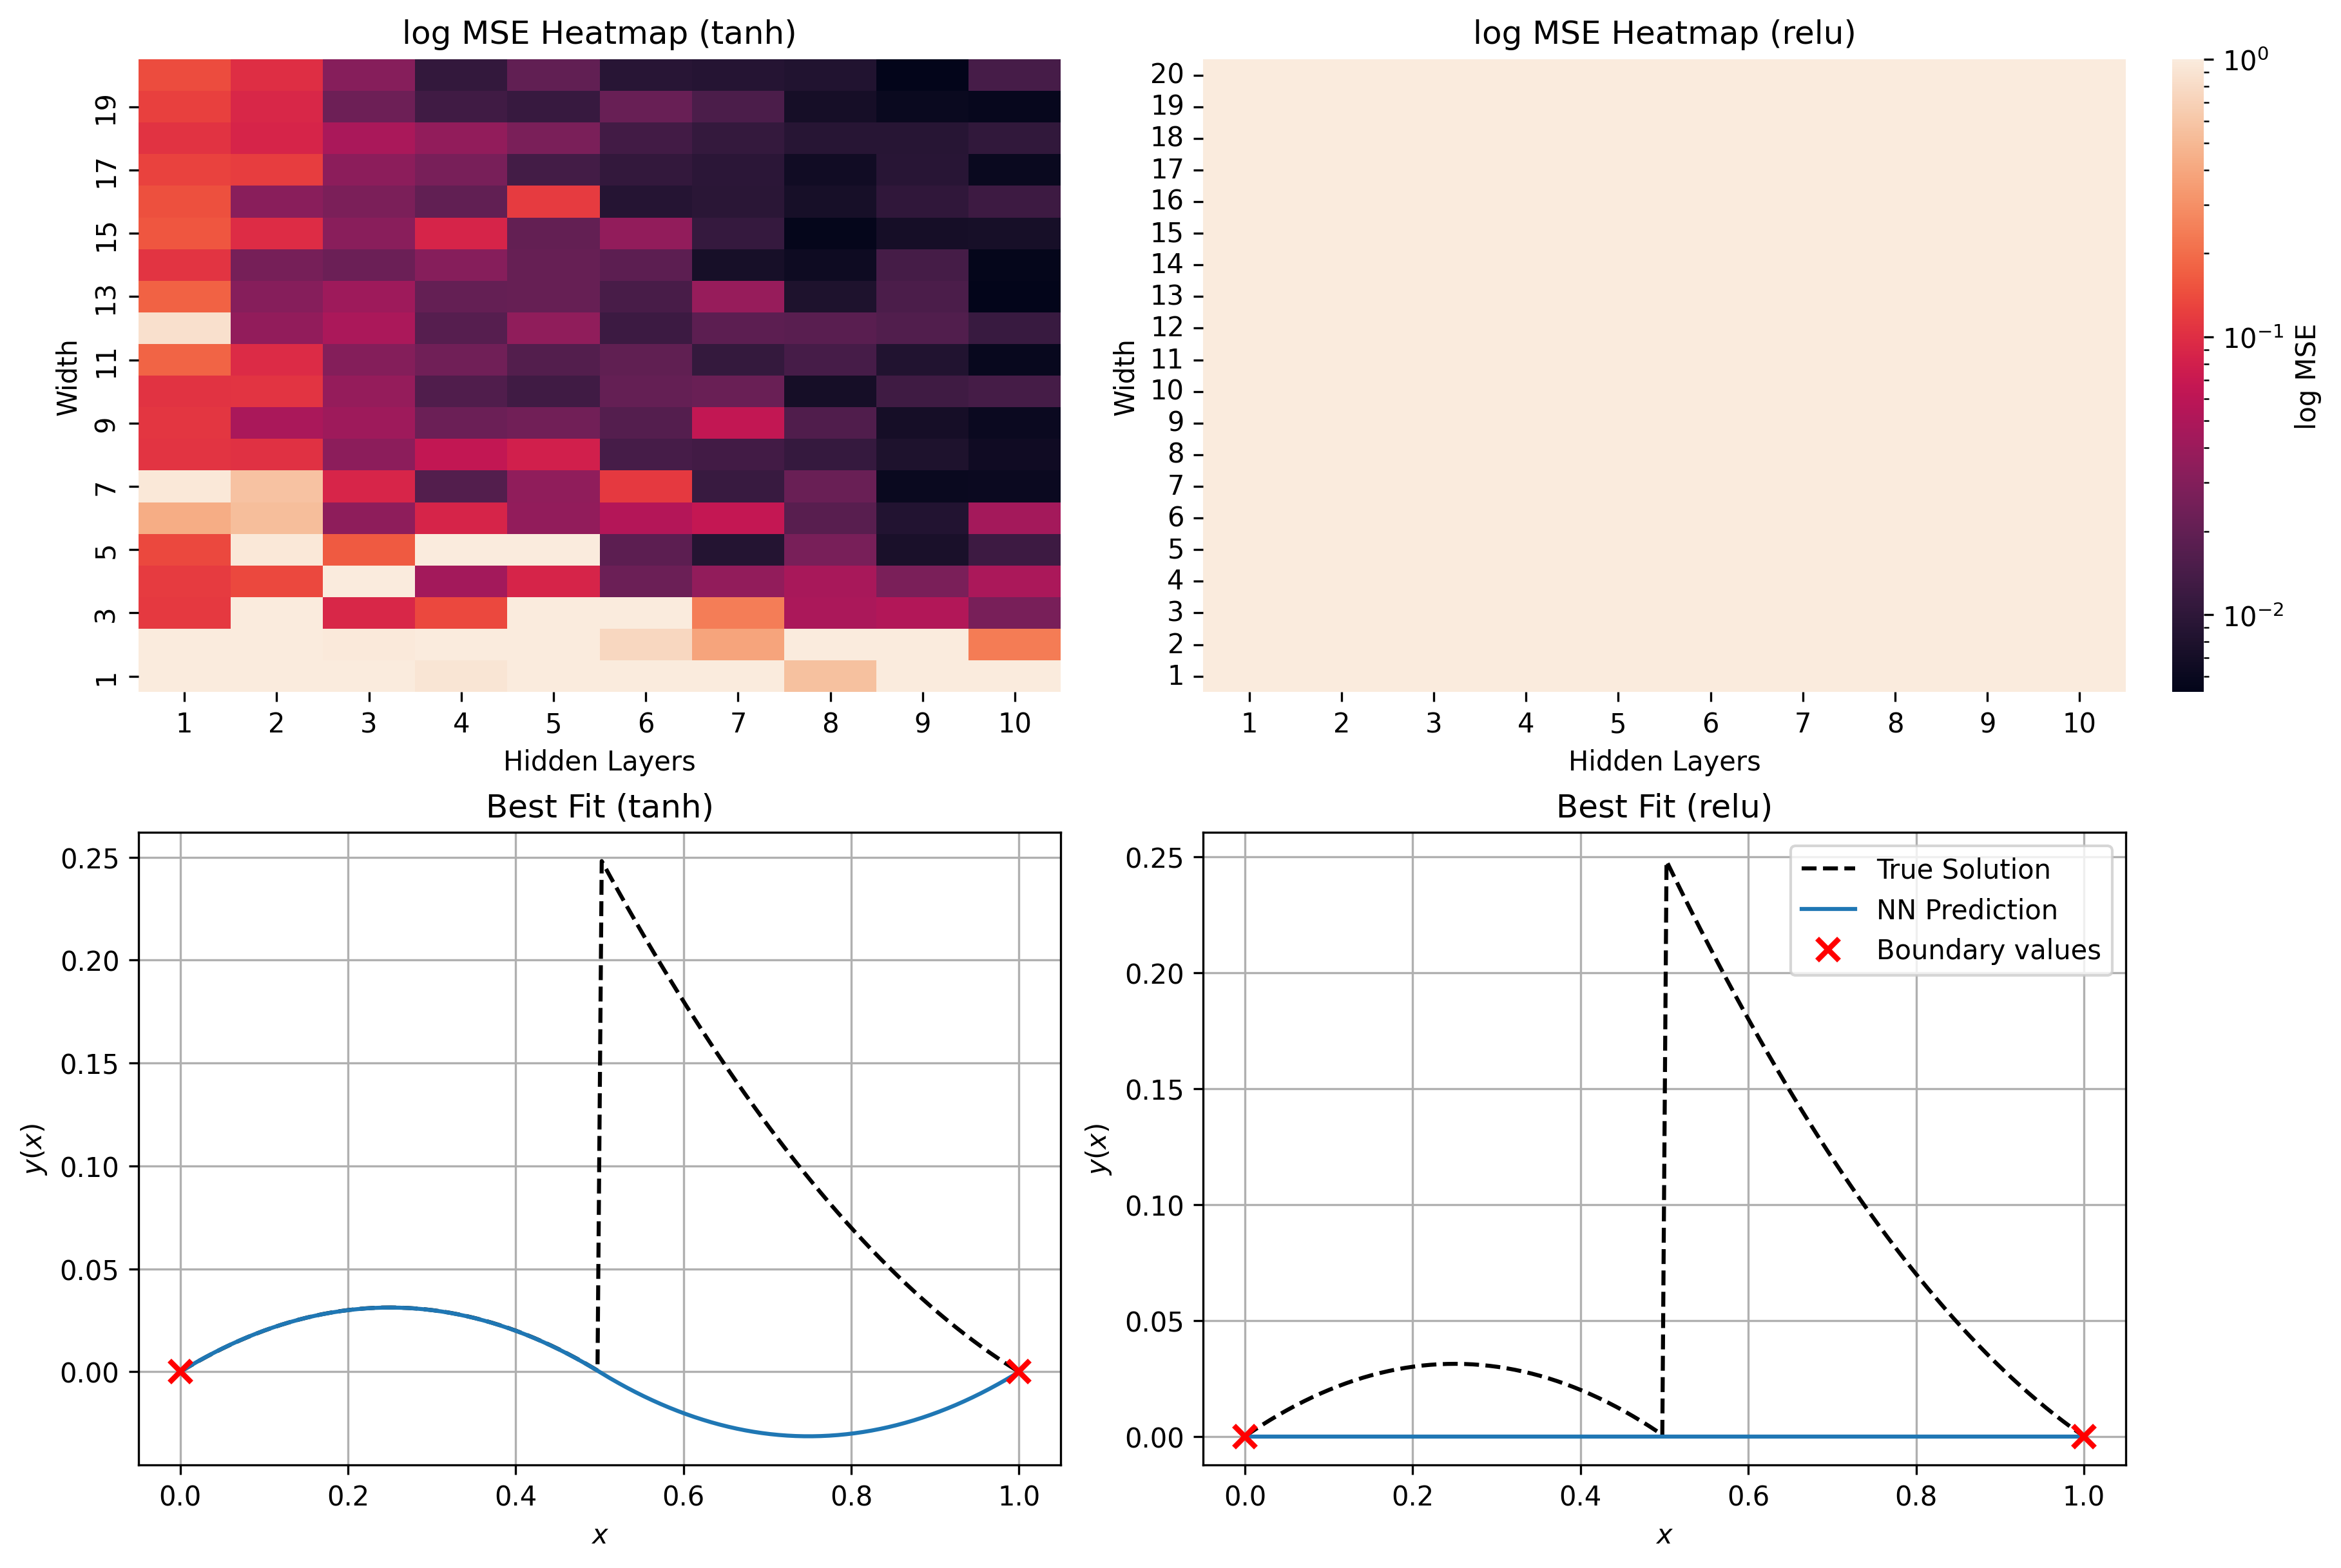 log MSE Heatmap (tanh)
19
17
15
13
11
9
7
5
3
1
Width
1 2 3 4 5 6 7 8 9 10
Hidden Layers
log MSE Heatmap (relu)
20
19
18
17
16
15
14
13
12
11
10
9
8
7
6
5
4
3
2
1
Width
1 2 3 4 5 6 7 8 9 10
Hidden Layers
10⁰
10⁻¹
10⁻²
log MSE
Best Fit (tanh)
0.25
0.20
0.15
0.10
0.05
0.00
y(x)
0.0 0.2 0.4 0.6 0.8 1.0
x
Best Fit (relu)
0.25
0.20
0.15
0.10
0.05
0.00
y(x)
True Solution
NN Prediction
Boundary values
0.0 0.2 0.4 0.6 0.8 1.0
x